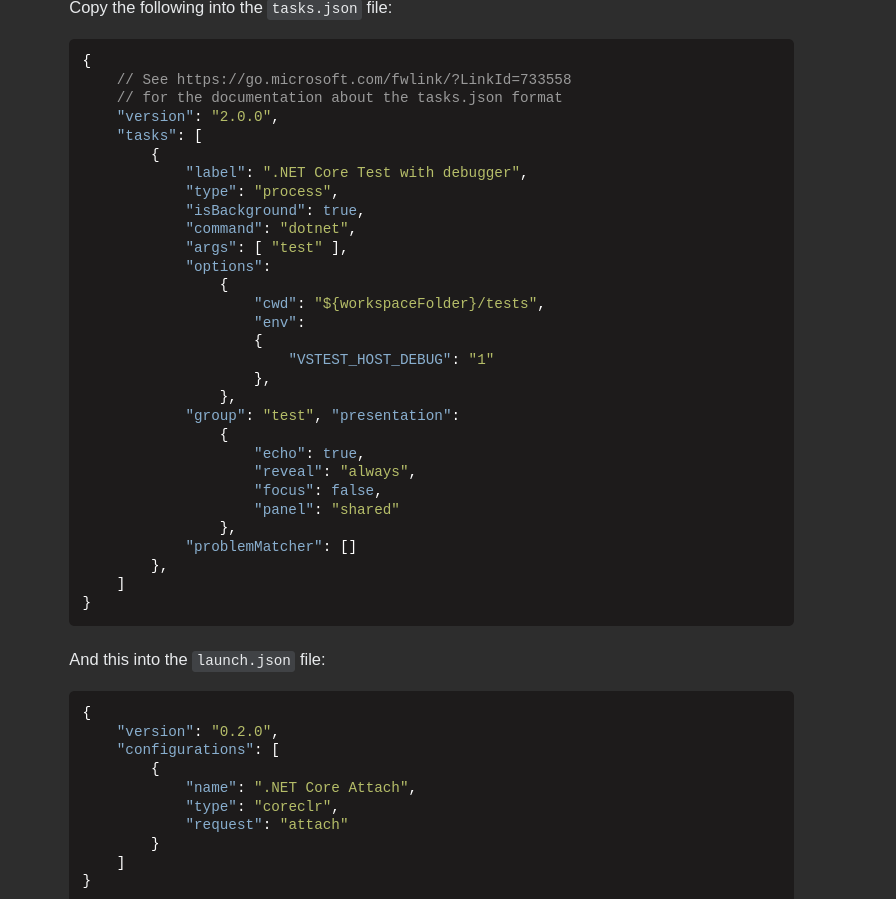 Copy the following into the tasks.json file:
{
    // See https://go.microsoft.com/fwlink/?LinkId=733558
    // for the documentation about the tasks.json format
    "version": "2.0.0",
    "tasks": [
        {
            "label": ".NET Core Test with debugger",
            "type": "process",
            "isBackground": true,
            "command": "dotnet",
            "args": [ "test" ],
            "options":
                {
                    "cwd": "${workspaceFolder}/tests",
                    "env":
                    {
                        "VSTEST_HOST_DEBUG": "1"
                    },
                },
            "group": "test", "presentation":
                {
                    "echo": true,
                    "reveal": "always",
                    "focus": false,
                    "panel": "shared"
                },
            "problemMatcher": []
        },
    ]
}
And this into the launch.json file:
{
    "version": "0.2.0",
    "configurations": [
        {
            "name": ".NET Core Attach",
            "type": "coreclr",
            "request": "attach"
        }
    ]
}